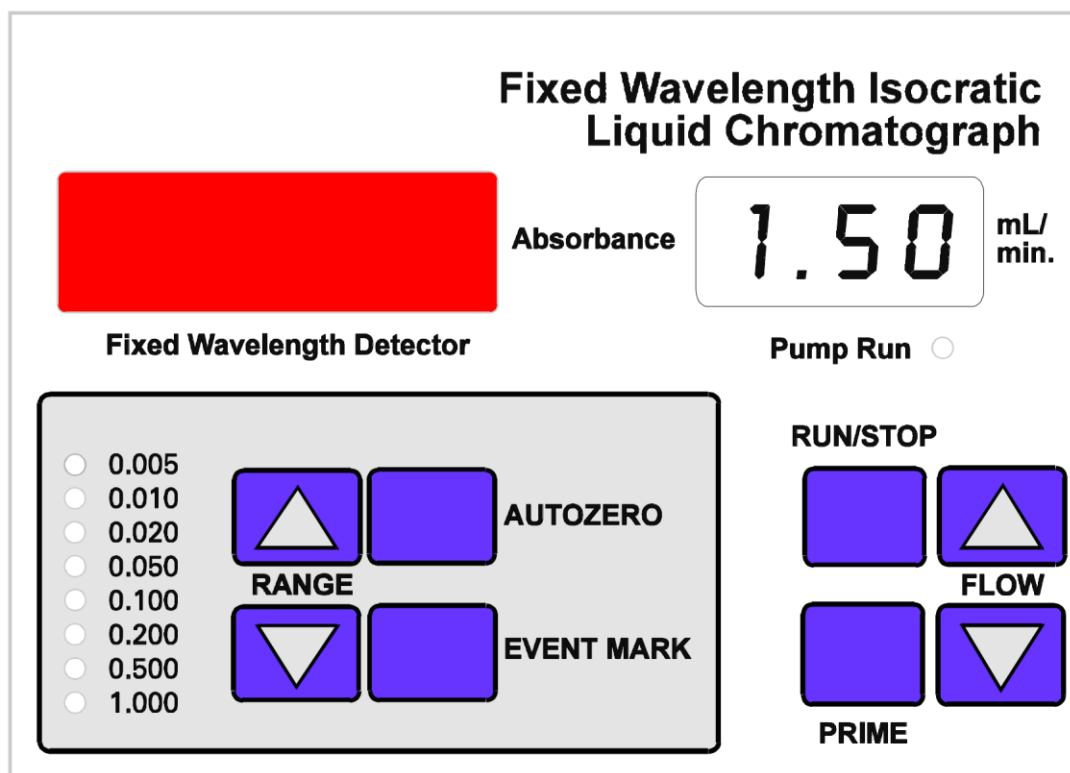 Fixed Wavelength Isocratic
Liquid Chromatograph
Absorbance
1.50
mL/
min.
Fixed Wavelength Detector
Pump Run
0.005
0.010
0.020
0.050
0.100
0.200
0.500
1.000
RANGE
AUTOZERO
EVENT MARK
RUN/STOP
FLOW
PRIME